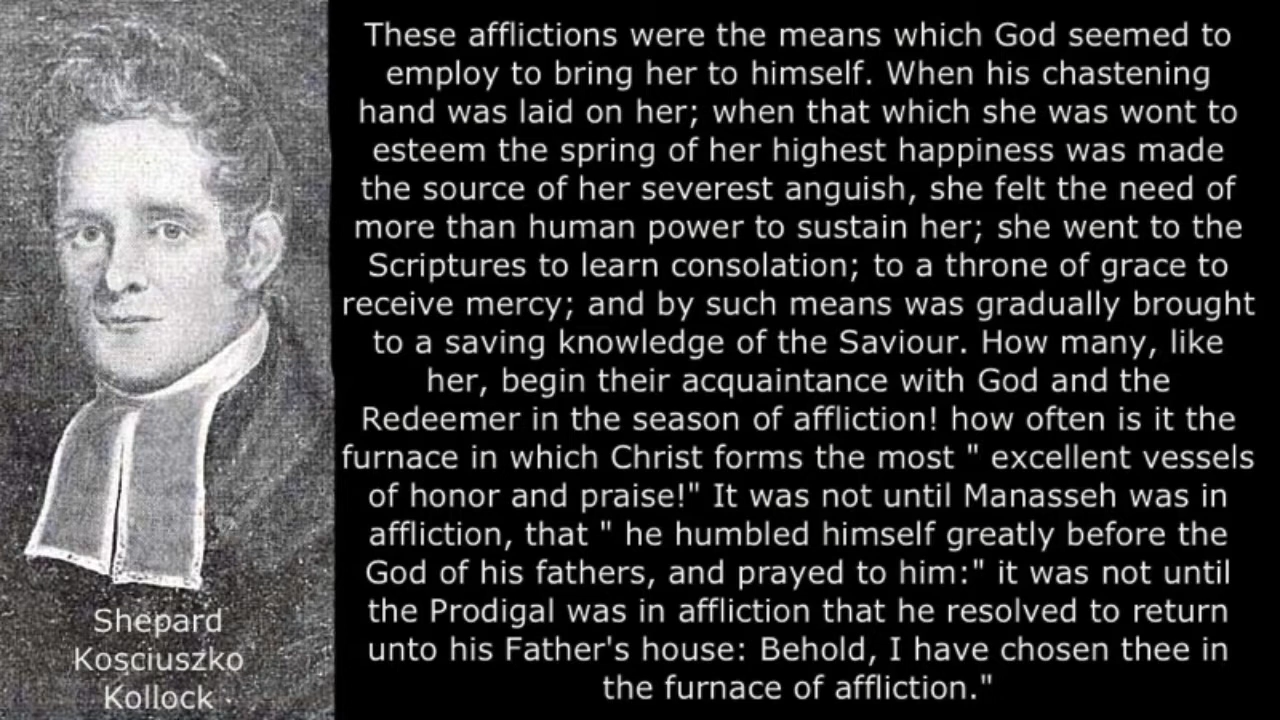 These afflictions were the means which God seemed to
employ to bring her to himself. When his chastening
hand was laid on her; when that which she was wont to
esteem the spring of her highest happiness was made
the source of her severest anguish, she felt the need of
more than human power to sustain her; she went to the
Scriptures to learn consolation; to a throne of grace to
receive mercy; and by such means was gradually brought
to a saving knowledge of the Saviour. How many, like
her, begin their acquaintance with God and the
Redeemer in the season of affliction! how often is it the
furnace in which Christ forms the most " excellent vessels
of honor and praise!" It was not until Manasseh was in
affliction, that " he humbled himself greatly before the
God of his fathers, and prayed to him:" it was not until
the Prodigal was in affliction that he resolved to return
unto his Father's house: Behold, I have chosen thee in
the furnace of affliction."
Shepard
Kosciuszko
Kollock